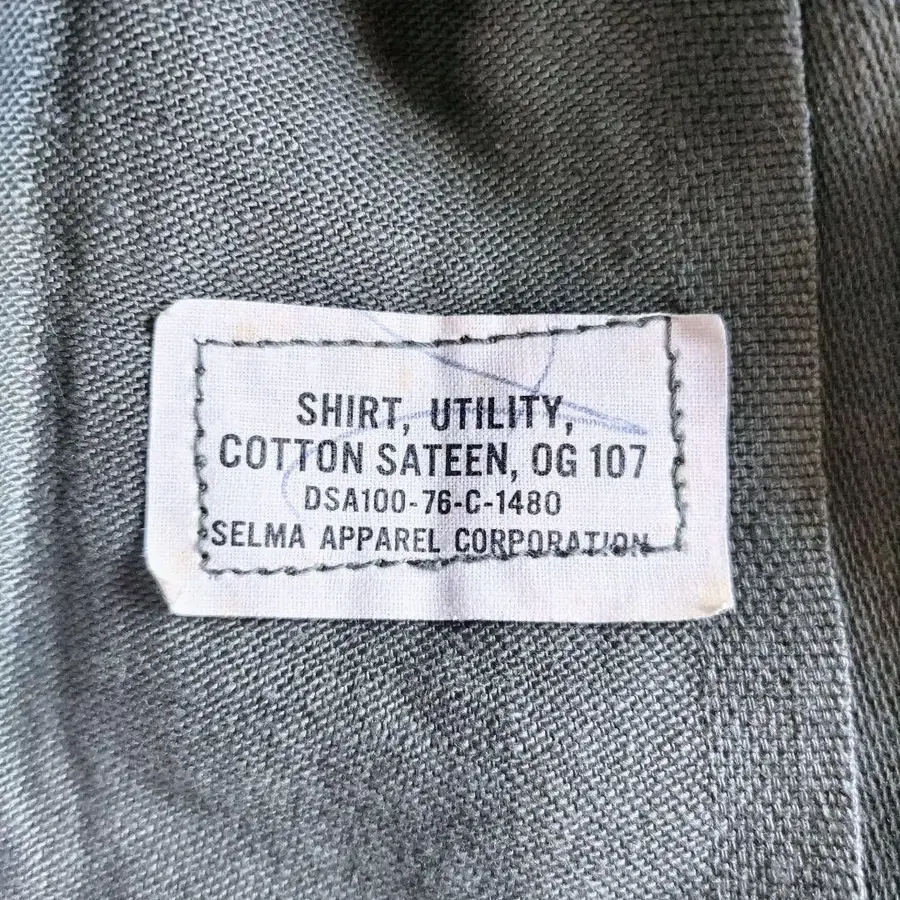 SHIRT, UTILITY,
COTTON SATEEN, OG 107
DSA100-76-C-1480
SELMA APPAREL CORPORATION